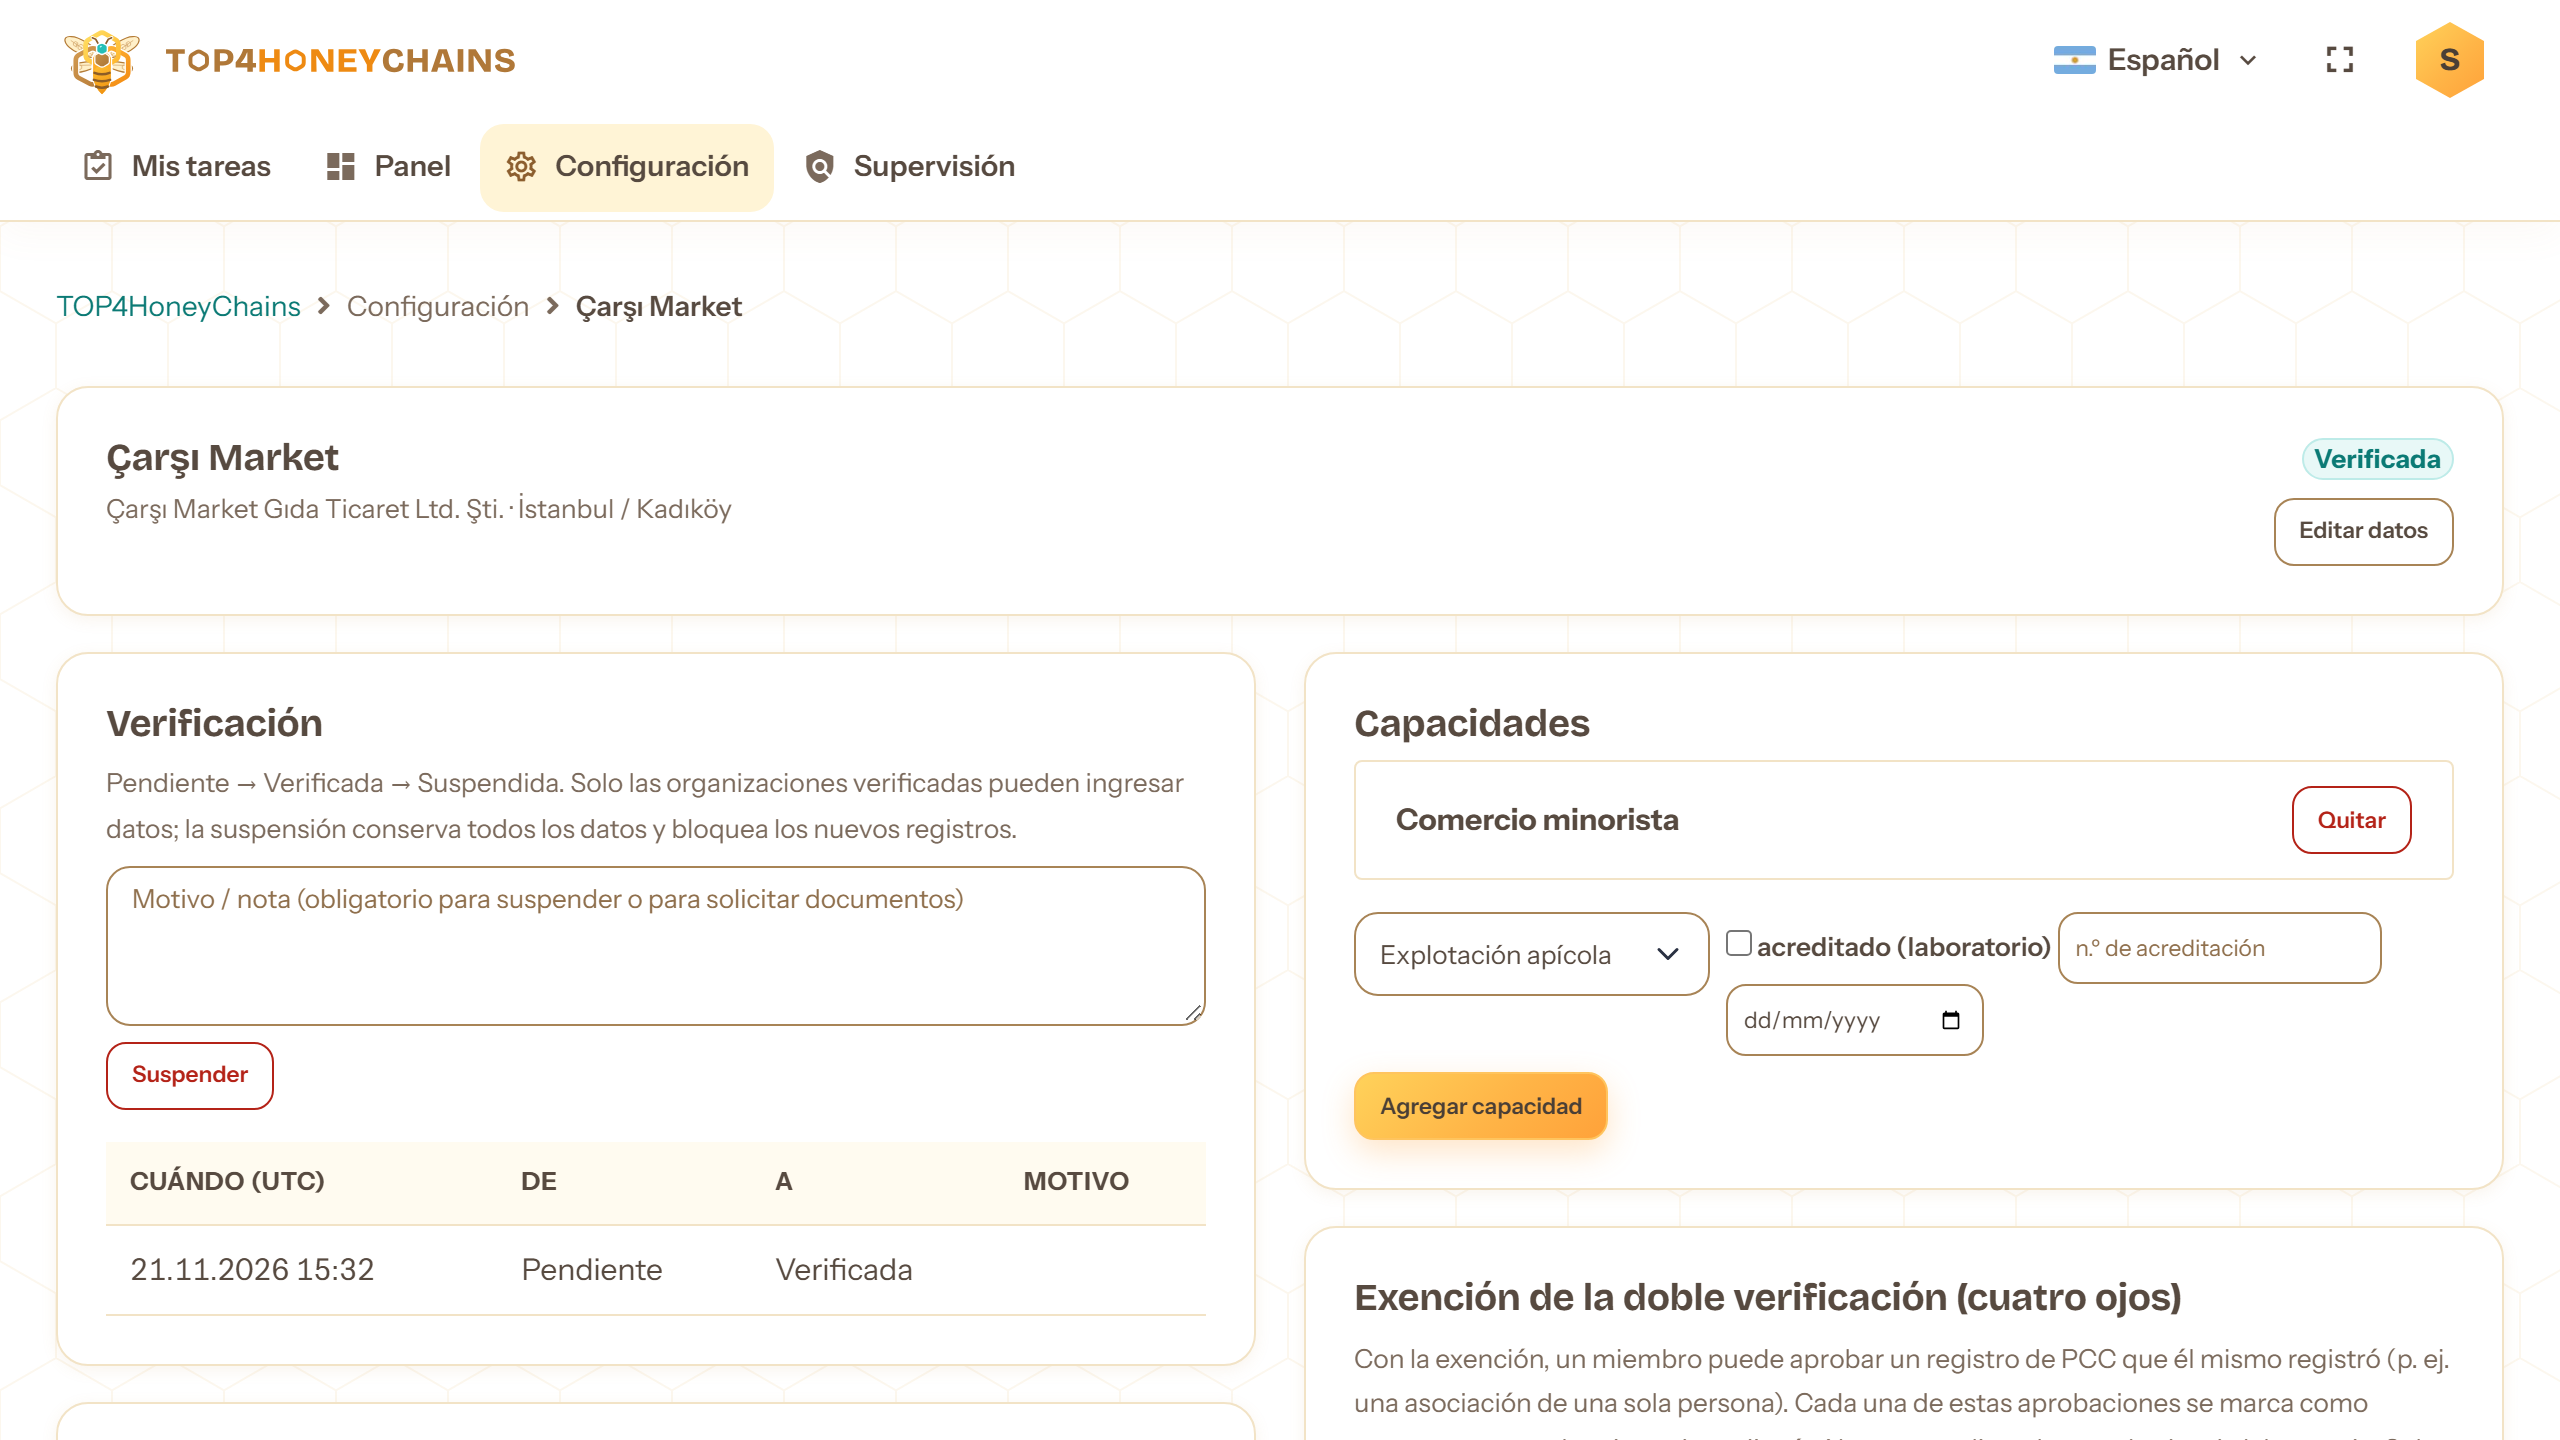 TOP4HONEYCHAINS
Español
S
Mis tareas
Panel
Configuración
Supervisión
TOP4HoneyChains > Configuración > Çarşı Market
Çarşı Market
Verificada
Çarşı Market Gıda Ticaret Ltd. Şti. · İstanbul / Kadıköy
Editar datos
Verificación
Pendiente → Verificada → Suspendida. Solo las organizaciones verificadas pueden ingresar
datos; la suspensión conserva todos los datos y bloquea los nuevos registros.
Motivo / nota (obligatorio para suspender o para solicitar documentos)
Suspender
CUÁNDO (UTC) DE A MOTIVO
21.11.2026 15:32 Pendiente Verificada
Capacidades
Comercio minorista
Quitar
Explotación apícola
acreditado (laboratorio)
n.º de acreditación
dd/mm/yyyy
Agregar capacidad
Exención de la doble verificación (cuatro ojos)
Con la exención, un miembro puede aprobar un registro de PCC que él mismo registró (p. ej.
una asociación de una sola persona). Cada una de estas aprobaciones se marca como